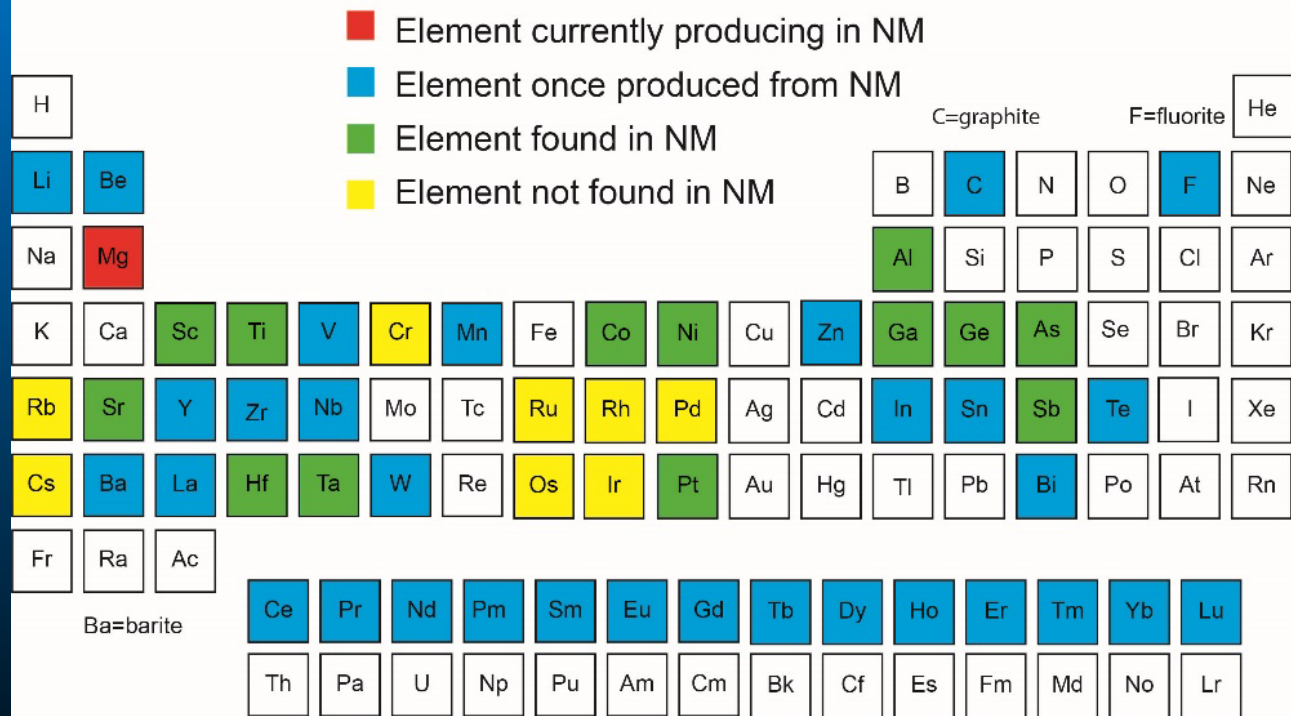 Element currently producing in NM
Element once produced from NM
Element found in NM
Element not found in NM
C=graphite F=fluorite
H He
Li Be B C N O F Ne
Na Mg Al Si P S Cl Ar
K Ca Sc Ti V Cr Mn Fe Co Ni Cu Zn Ga Ge As Se Br Kr
Rb Sr Y Zr Nb Mo Tc Ru Rh Pd Ag Cd In Sn Sb Te I Xe
Cs Ba La Hf Ta W Re Os Ir Pt Au Hg Tl Pb Bi Po At Rn
Fr Ra Ac
Ba=barite
Ce Pr Nd Pm Sm Eu Gd Tb Dy Ho Er Tm Yb Lu
Th Pa U Np Pu Am Cm Bk Cf Es Fm Md No Lr